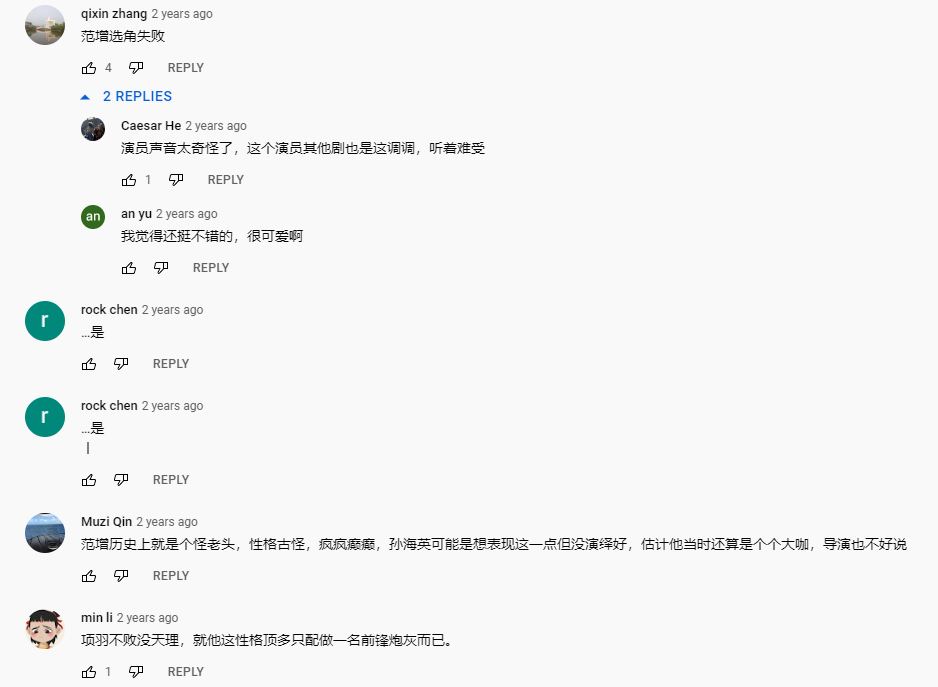 qixin zhang 2 years ago
范增选角失败
4 REPLY
2 REPLIES
Caesar He 2 years ago
演员声音太奇怪了，这个演员其他剧也是这调调，听着难受
1 REPLY
an
an yu 2 years ago
我觉得还挺不错的，很可爱啊
REPLY
r
rock chen 2 years ago
...是
REPLY
r
rock chen 2 years ago
...是
|
REPLY
Muzi Qin 2 years ago
范增历史上就是个怪老头，性格古怪，疯疯癫癫，孙海英可能是想表现这一点但没演绎好，估计他当时还算是个个大咖，导演也不好说
REPLY
min li 2 years ago
项羽不败没天理，就他这性格顶多只配做一名前锋炮灰而已。
1 REPLY